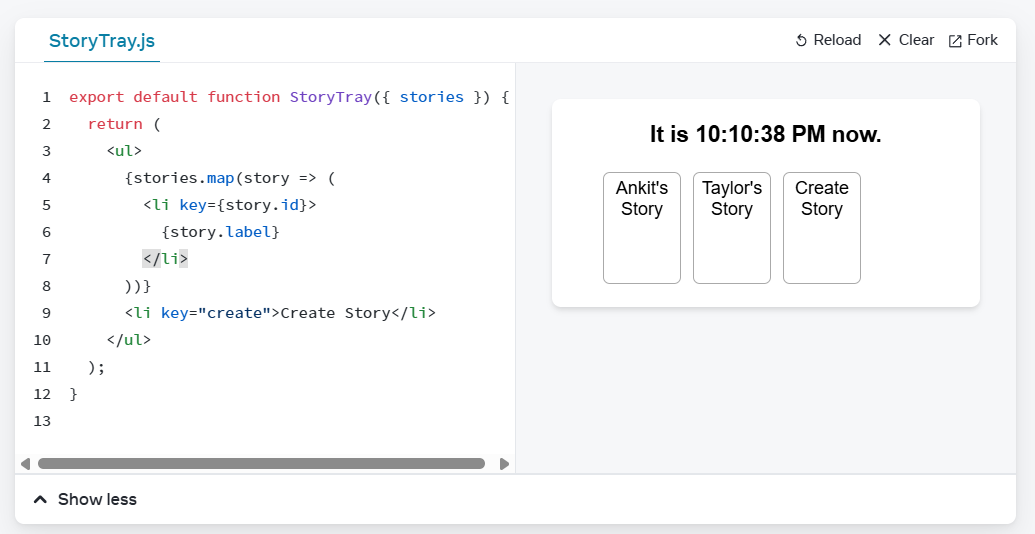 StoryTray.js
Reload Clear Fork
1 export default function StoryTray({ stories }) {
2   return (
3     <ul>
4       {stories.map(story => (
5         <li key={story.id}>
6           {story.label}
7         </li>
8       ))}
9       <li key="create">Create Story</li>
10     </ul>
11   );
12 }
13
It is 10:10:38 PM now.
Ankit's
Story
Taylor's
Story
Create
Story
Show less